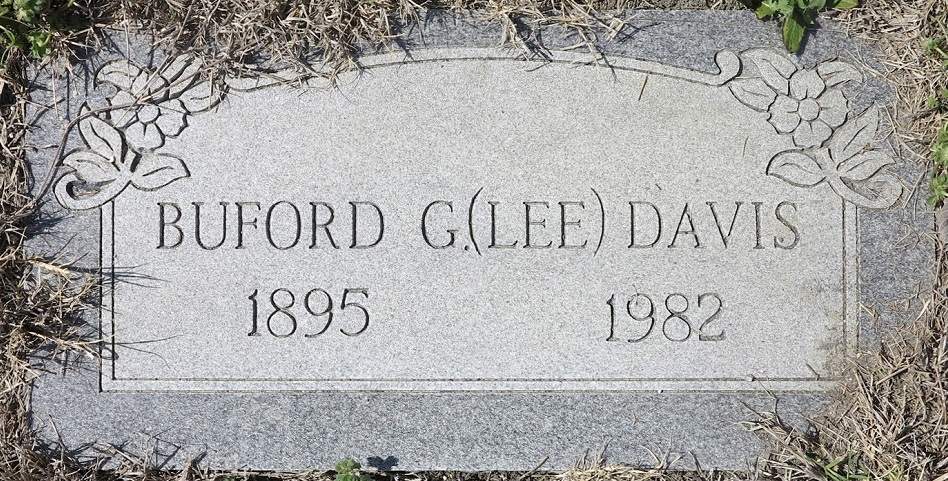 BUFORD G. (LEE) DAVIS
1895 1982